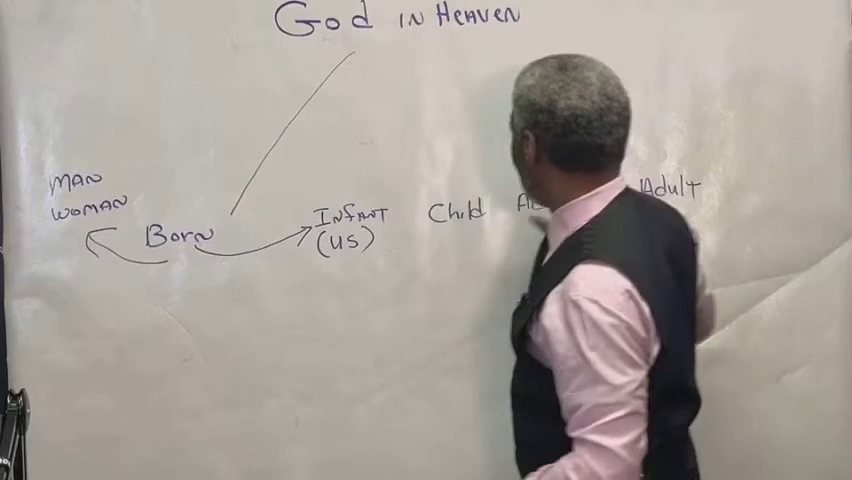 GOD IN HEAVEN
MAN
WOMAN
Born
INFANT
(US)
Child
Adult